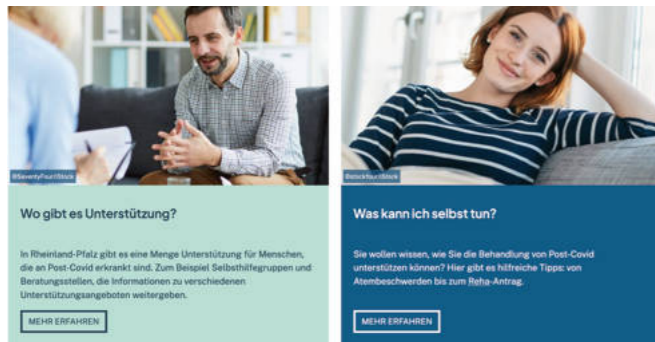 ©SeventyFour/iStock
Wo gibt es Unterstützung?
In Rheinland-Pfalz gibt es eine Menge Unterstützung für Menschen,
die an Post-Covid erkrankt sind. Zum Beispiel Selbsthilfegruppen und
Beratungsstellen, die Informationen zu verschiedenen
Unterstützungsangeboten weitergeben.
MEHR ERFAHREN
©stockfour/iStock
Was kann ich selbst tun?
Sie wollen wissen, wie Sie die Behandlung von Post-Covid
unterstützen können? Hier gibt es hilfreiche Tipps: von
Atembeschwerden bis zum Reha-Antrag.
MEHR ERFAHREN